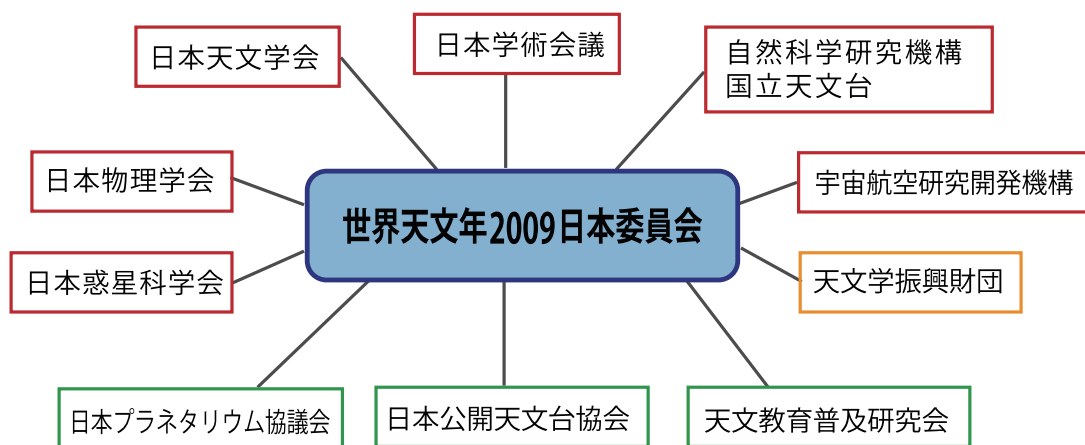 日本天文学会
日本学術会議
自然科学研究機構
国立天文台
日本物理学会
宇宙航空研究開発機構
世界天文年2009日本委員会
日本惑星科学会
天文学振興財団
日本プラネタリウム協議会
日本公開天文台協会
天文教育普及研究会